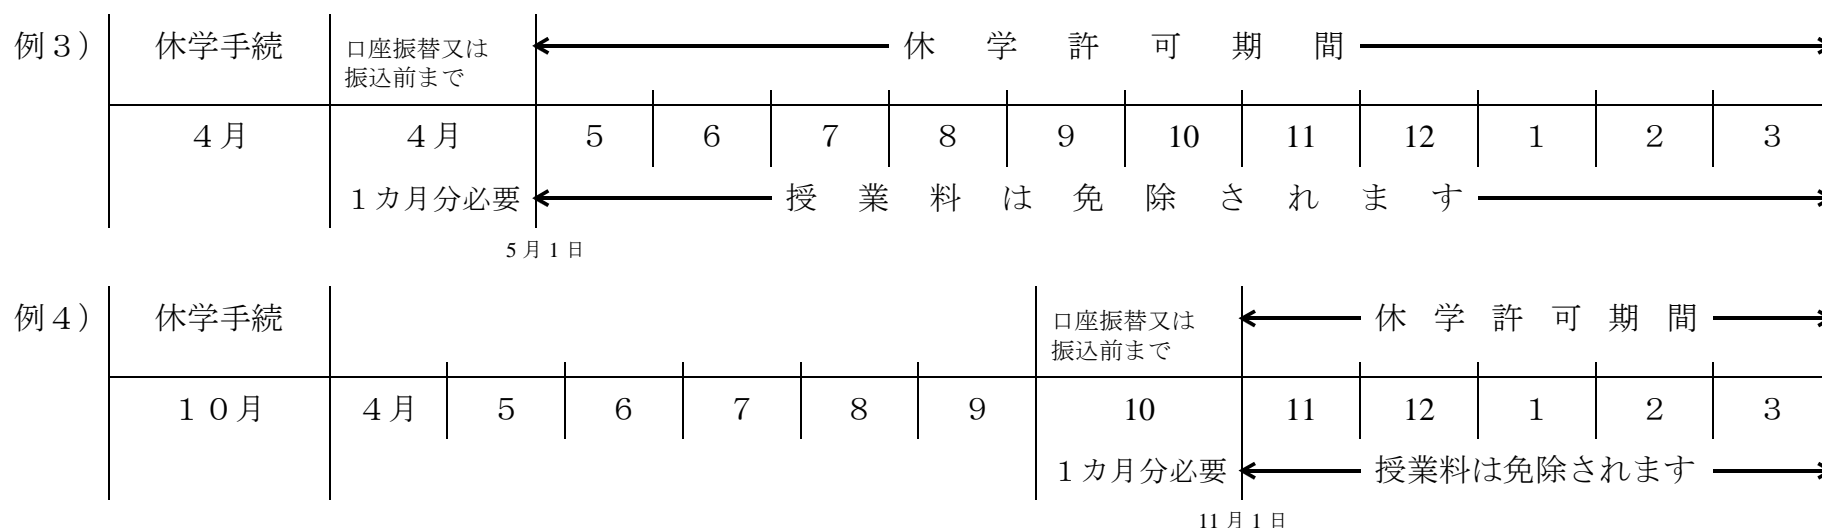 例３） 休学手続 口座振替又は 休学許可期間
振込前まで
４月 ４月 ５ ６ ７ ８ ９ 10 11 12 １ ２ ３
１カ月分必要 授業料は免除されます
5月1日
例４） 休学手続 口座振替又は 休学許可期間
振込前まで
１０月 ４月 ５ ６ ７ ８ ９ 10 11 12 １ ２ ３
１カ月分必要 授業料は免除されます
11月1日